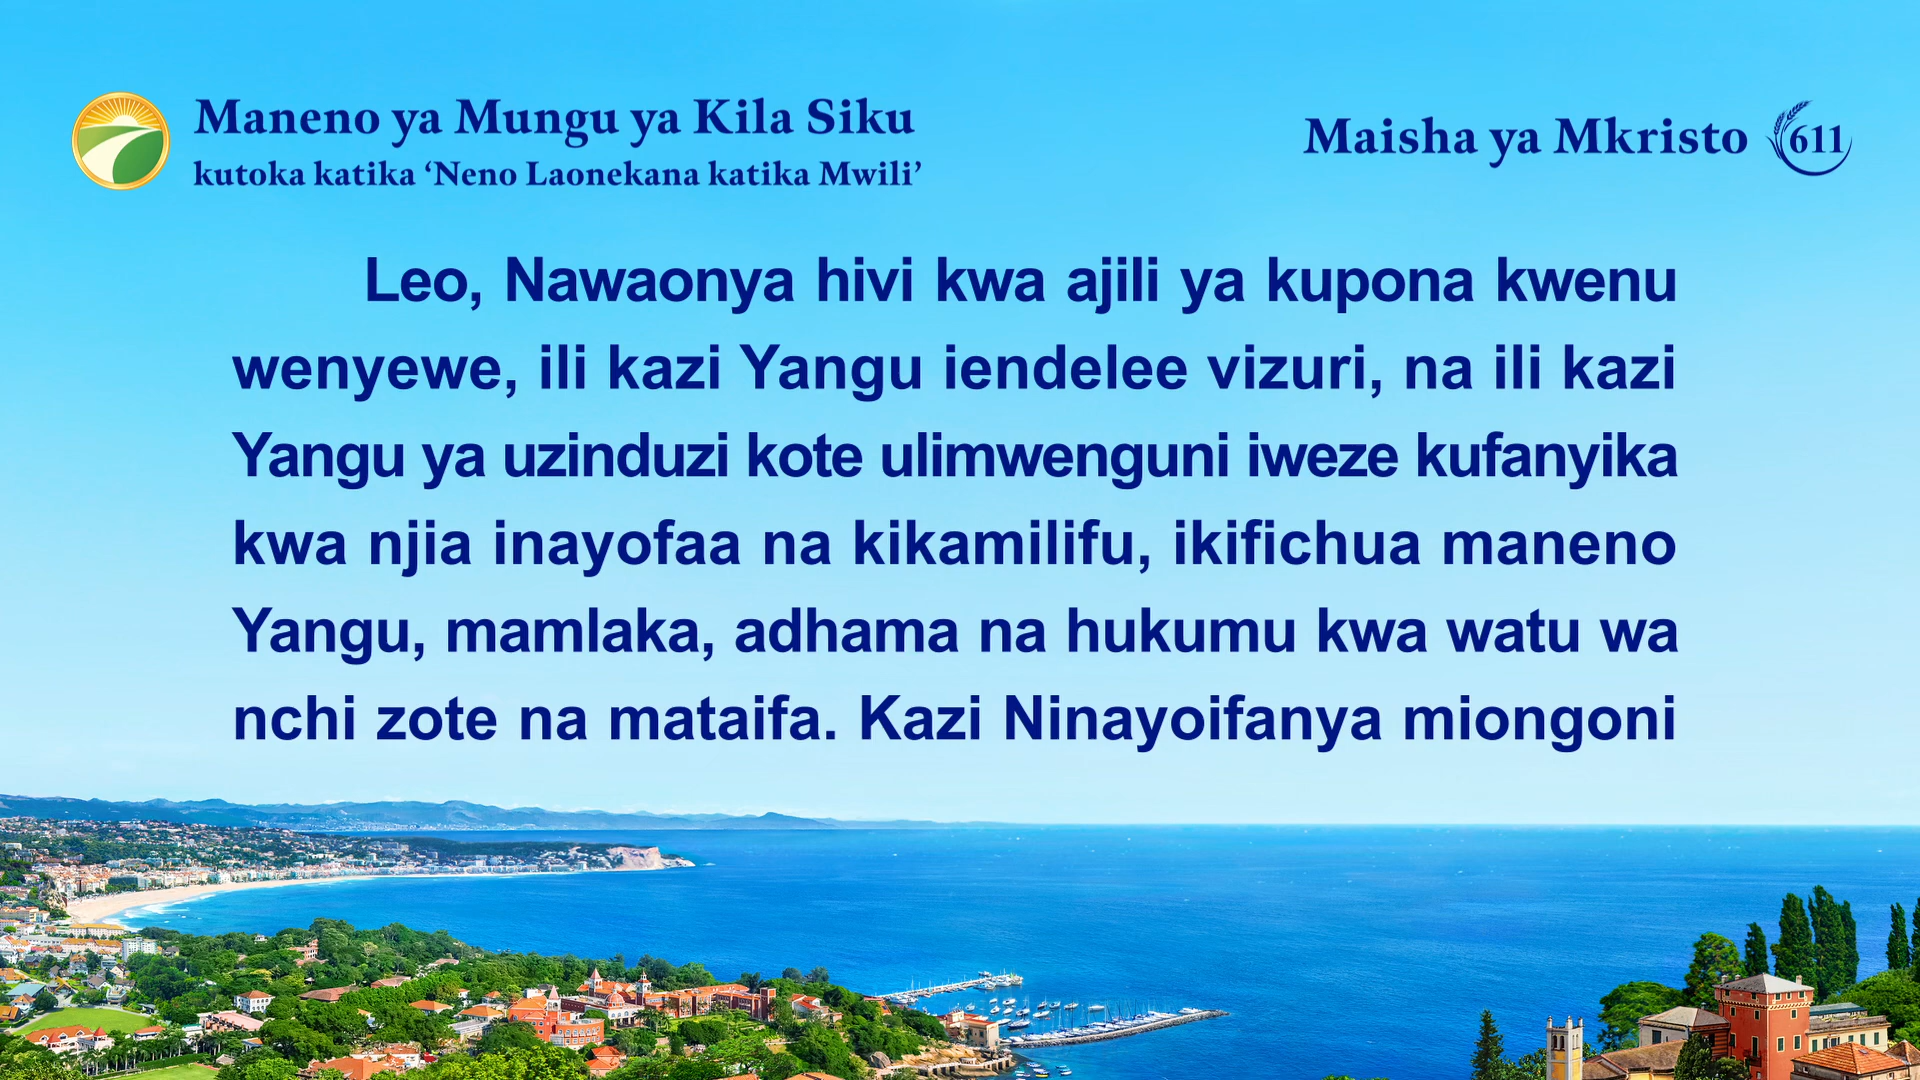 Maneno ya Mungu ya Kila Siku
kutoka katika ‘Neno Laonekana katika Mwili’
Maisha ya Mkristo 611
Leo, Nawaonya hivi kwa ajili ya kupona kwenu
wenyewe, ili kazi Yangu iendelee vizuri, na ili kazi
Yangu ya uzinduzi kote ulimwenguni iweze kufanyika
kwa njia inayofaa na kikamilifu, ikifichua maneno
Yangu, mamlaka, adhama na hukumu kwa watu wa
nchi zote na mataifa. Kazi Ninayoifanya miongoni